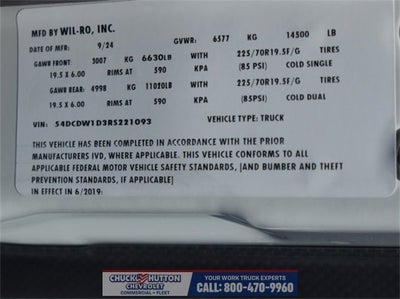 MFD BY WIL-RO, INC.
DATE OF MFR 9/24 GVWR: 6577 KG 14500 LB
GAWR FRONT 3007 KG 6630LB WITH 225/70R19.5F/G TIRES
19.5 X 6.00 RIMS AT 590 KPA (85 PSI) COLD SINGLE
GAWR REAR: 4998 KG 11020LB WITH 225/70R19.5F/G TIRES
19.5 X 6.00 RIMS AT 590 KPA (85PSI) COLD DUAL
VIN: 54DCDW1D3RS221093 VEHICLE TYPE: TRUCK
THIS VEHICLE HAS BEEN COMPLETED IN ACCORDANCE WITH THE PRIOR
MANUFACTURERS IVD, WHERE APPLICABLE. THIS VEHICLE CONFORMS TO ALL
APPLICABLE FEDERAL MOTOR VEHICLE SAFETY STANDARDS, [AND BUMBER AND THEFT
PREVENTION STANDARDS, IF APPLICABLE]
IN EFFECT IN 6/2019:
CHUCK HUTTON
CHEVROLET
COMMERCIAL • FLEET
YOUR WORK TRUCK EXPERTS
CALL: 800-470-9960